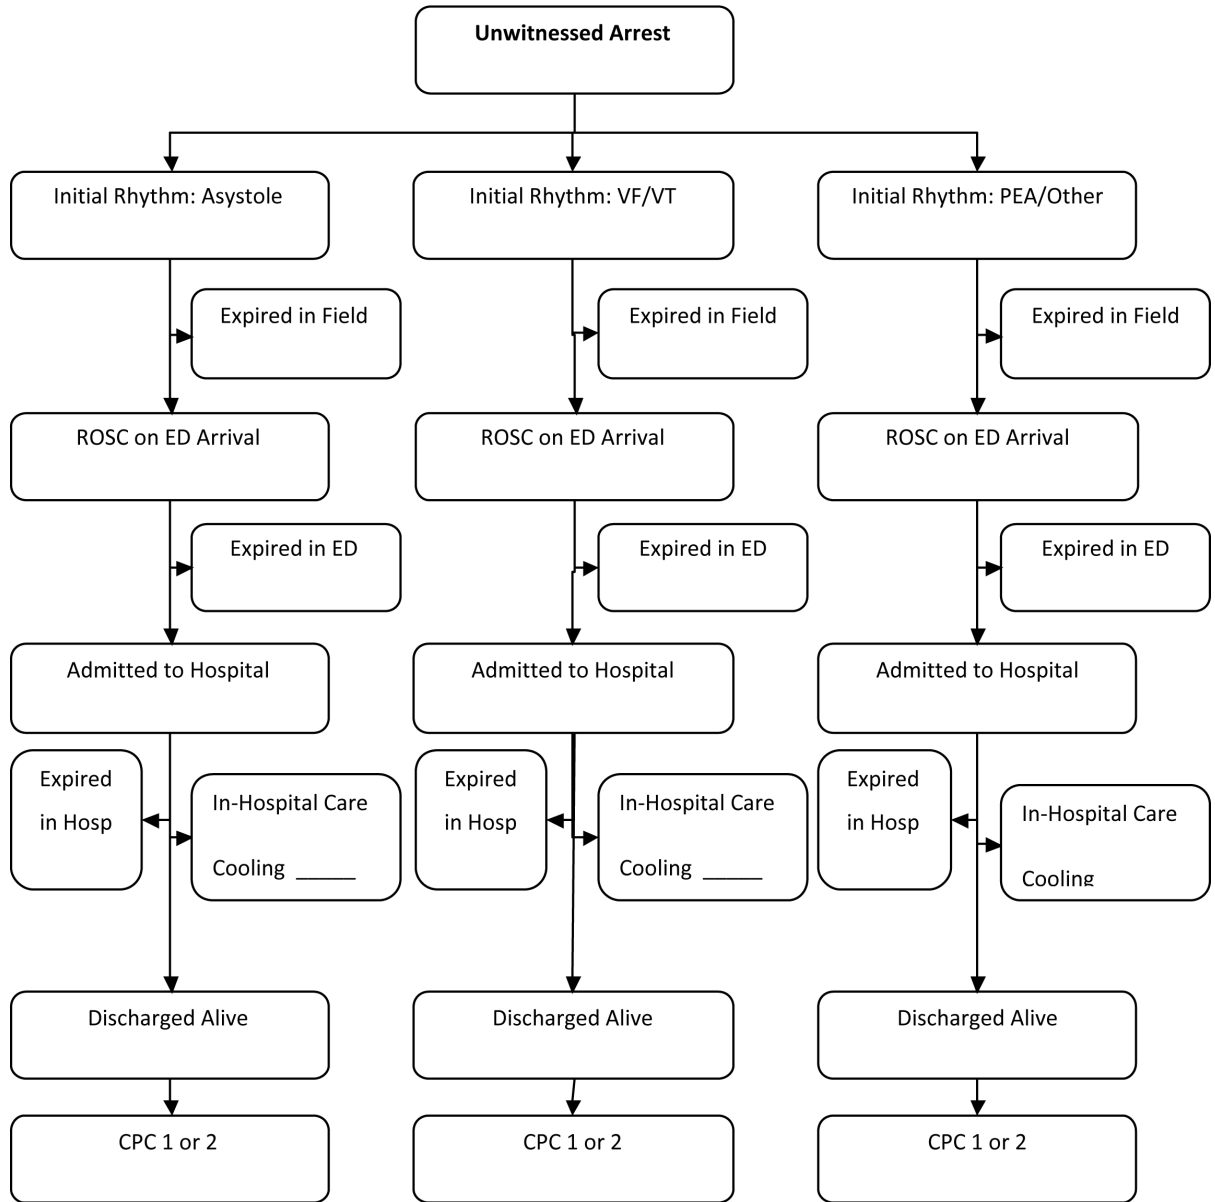 Unwitnessed Arrest
Initial Rhythm: Asystole
Initial Rhythm: VF/VT
Initial Rhythm: PEA/Other
Expired in Field
Expired in Field
Expired in Field
ROSC on ED Arrival
ROSC on ED Arrival
ROSC on ED Arrival
Expired in ED
Expired in ED
Expired in ED
Admitted to Hospital
Admitted to Hospital
Admitted to Hospital
Expired
in Hosp
In-Hospital Care
Cooling _____
Expired
in Hosp
In-Hospital Care
Cooling _____
Expired
in Hosp
In-Hospital Care
Cooling
Discharged Alive
Discharged Alive
Discharged Alive
CPC 1 or 2
CPC 1 or 2
CPC 1 or 2